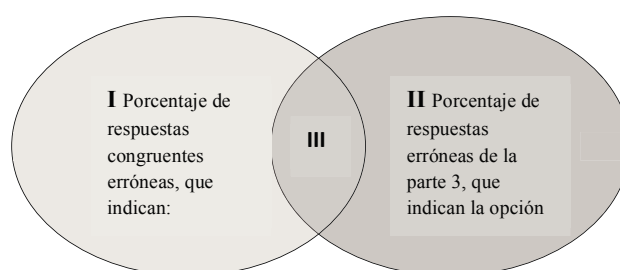 I Porcentaje de
respuestas
congruentes
erróneas, que
indican:
III
II Porcentaje de
respuestas
erróneas de la
parte 3, que
indican la opción